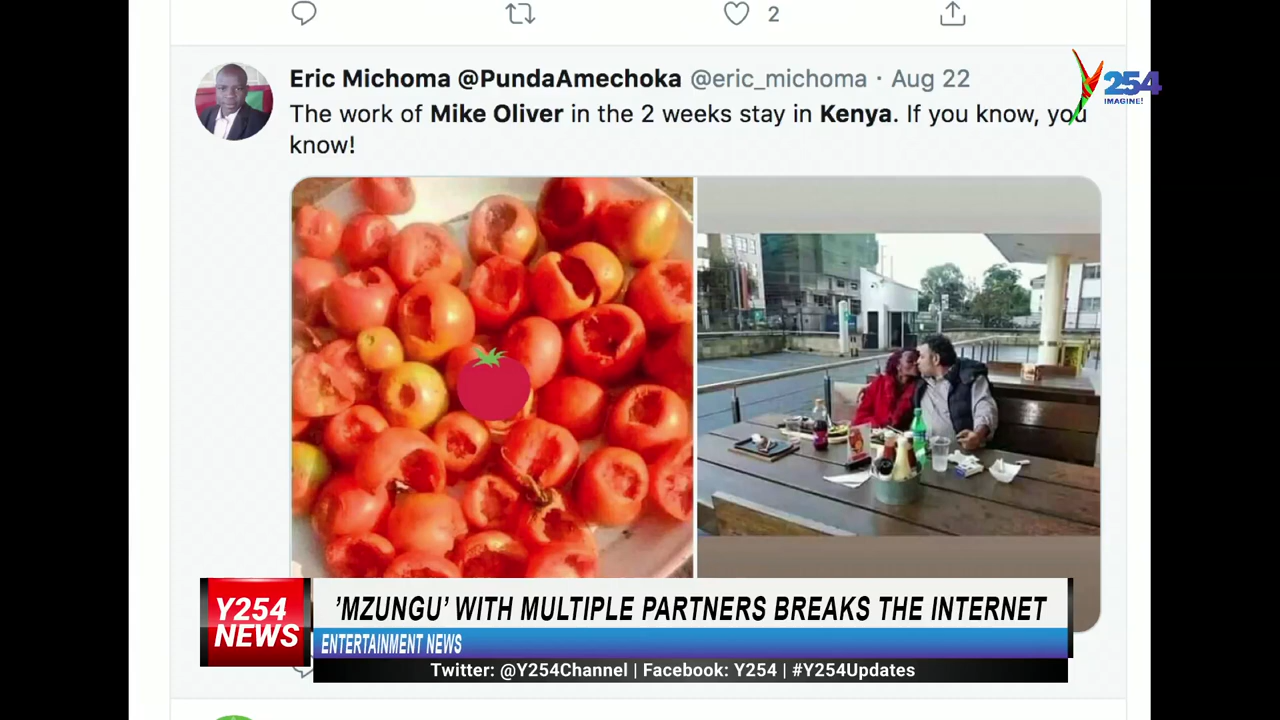 2
Eric Michoma @PundaAmechoka @eric_michoma · Aug 22
Y254
IMAGINE!
The work of Mike Oliver in the 2 weeks stay in Kenya. If you know, you
know!
Y254
NEWS
'MZUNGU' WITH MULTIPLE PARTNERS BREAKS THE INTERNET
ENTERTAINMENT NEWS
Twitter: @Y254Channel | Facebook: Y254 | #Y254Updates